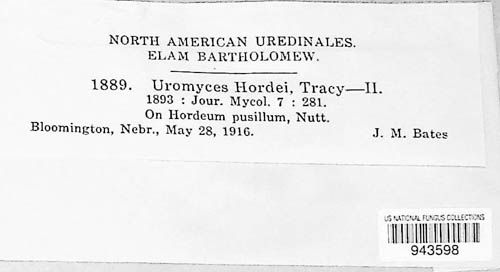 NORTH AMERICAN UREDINALES.
ELAM BARTHOLOMEW.
1889. Uromyces Hordei, Tracy—II.
1893 : Jour. Mycol. 7 : 281.
On Hordeum pusillum, Nutt.
Bloomington, Nebr., May 28, 1916. J. M. Bates
US NATIONAL FUNGUS COLLECTIONS
943598